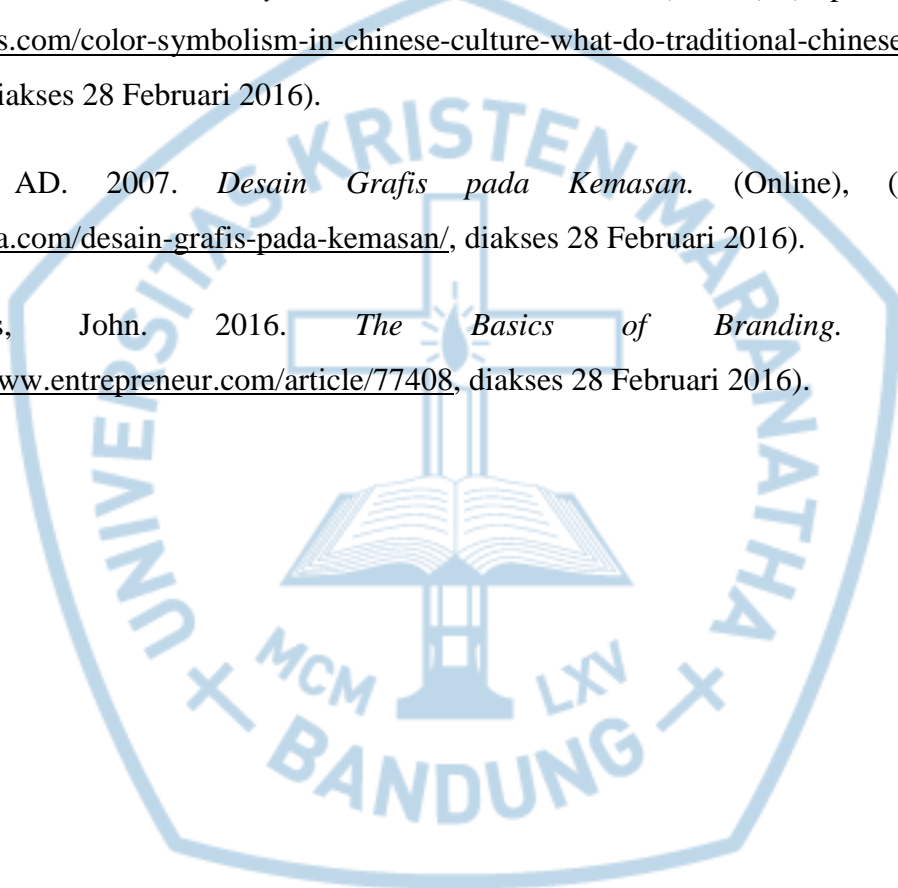 s.com/color-symbolism-in-chinese-culture-what-do-traditional-chinese
iakses 28 Februari 2016).
AD. 2007. Desain Grafis pada Kemasan. (Online), (
a.com/desain-grafis-pada-kemasan/, diakses 28 Februari 2016).
s, John. 2016. The Basics of Branding.
ww.entrepreneur.com/article/77408, diakses 28 Februari 2016).
UNIVERSITAS KRISTEN MARANATHA
MCM LXV
BANDUNG